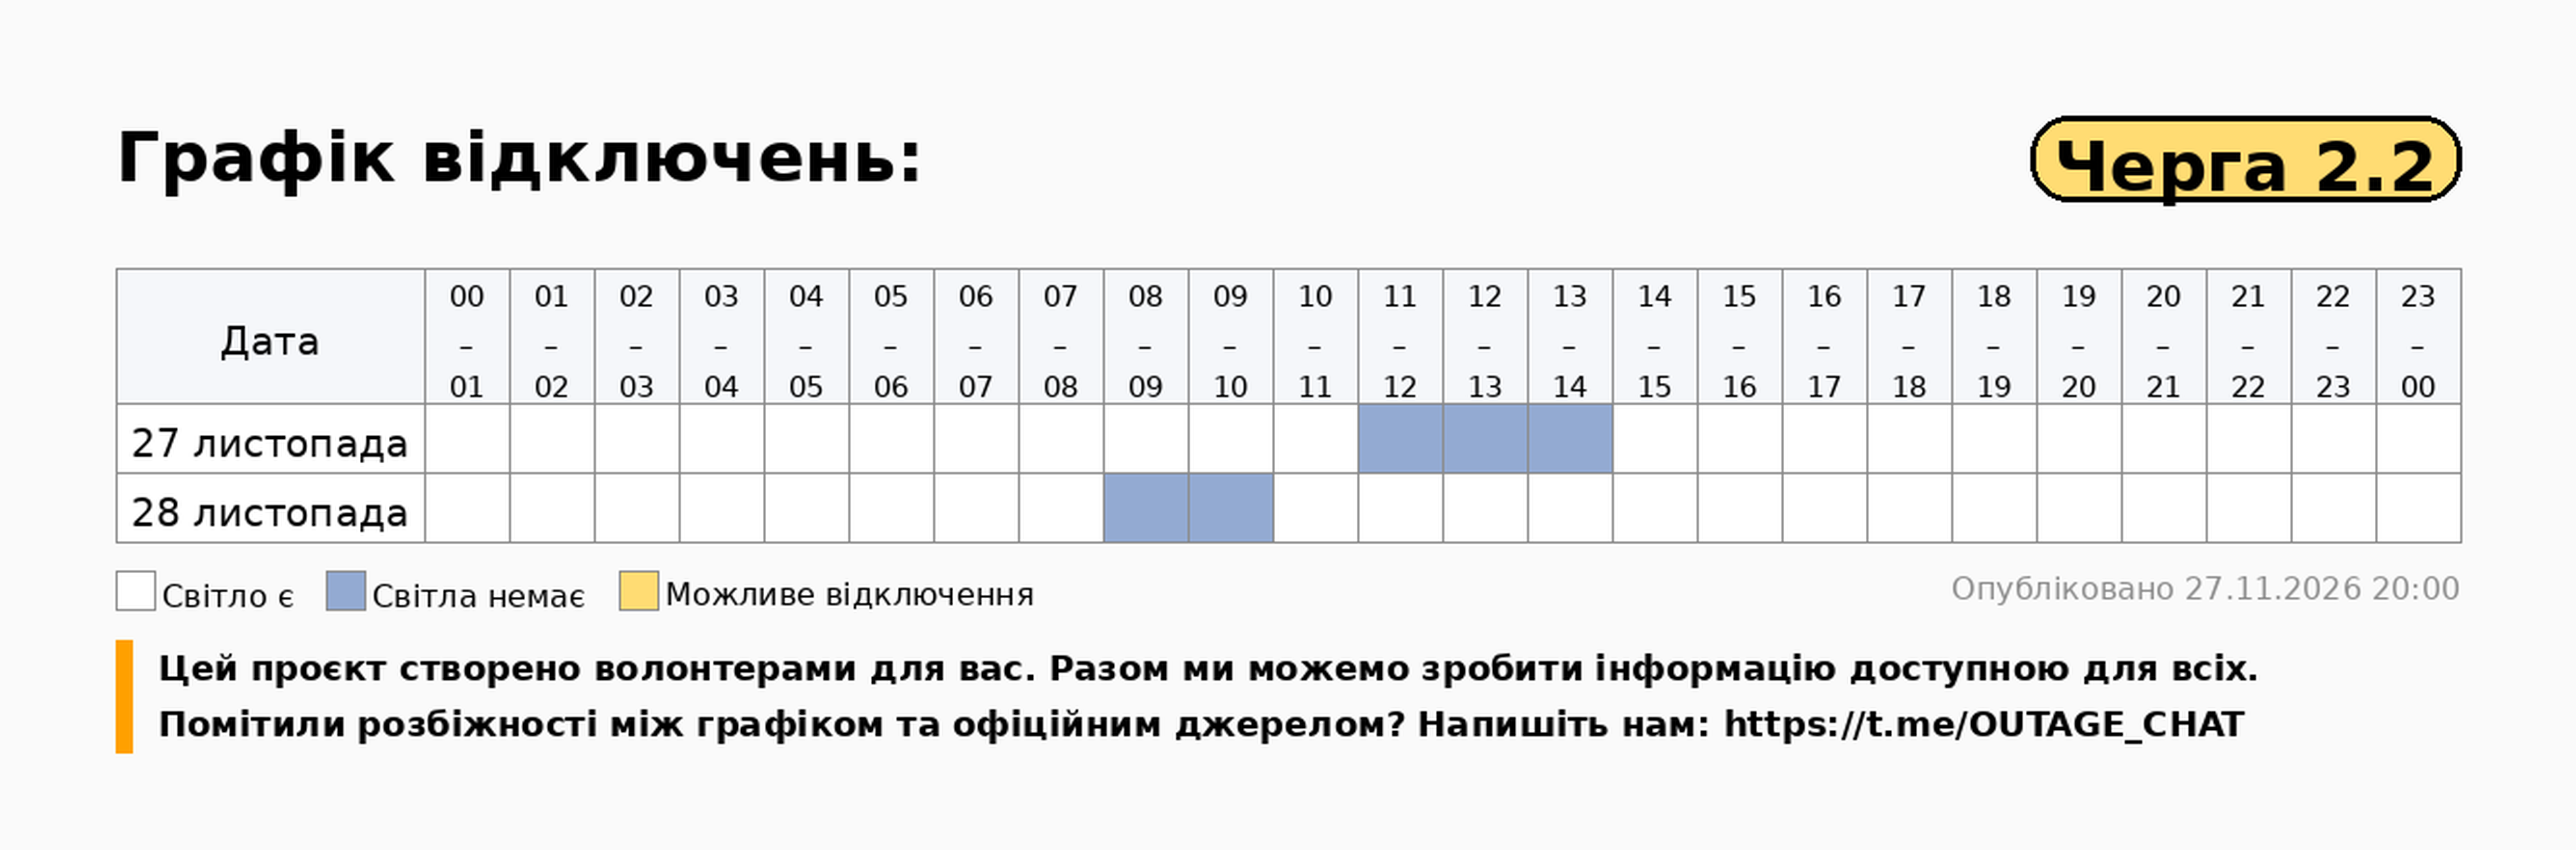 Графік відключень:
Черга 2.2
Дата 00–01 01–02 02–03 03–04 04–05 05–06 06–07 07–08 08–09 09–10 10–11 11–12 12–13 13–14 14–15 15–16 16–17 17–18 18–19 19–20 20–21 21–22 22–23 23–00
27 листопада
28 листопада
Світло є Світла немає Можливе відключення
Опубліковано 27.11.2026 20:00
Цей проєкт створено волонтерами для вас. Разом ми можемо зробити інформацію доступною для всіх.
Помітили розбіжності між графіком та офіційним джерелом? Напишіть нам: https://t.me/OUTAGE_CHAT